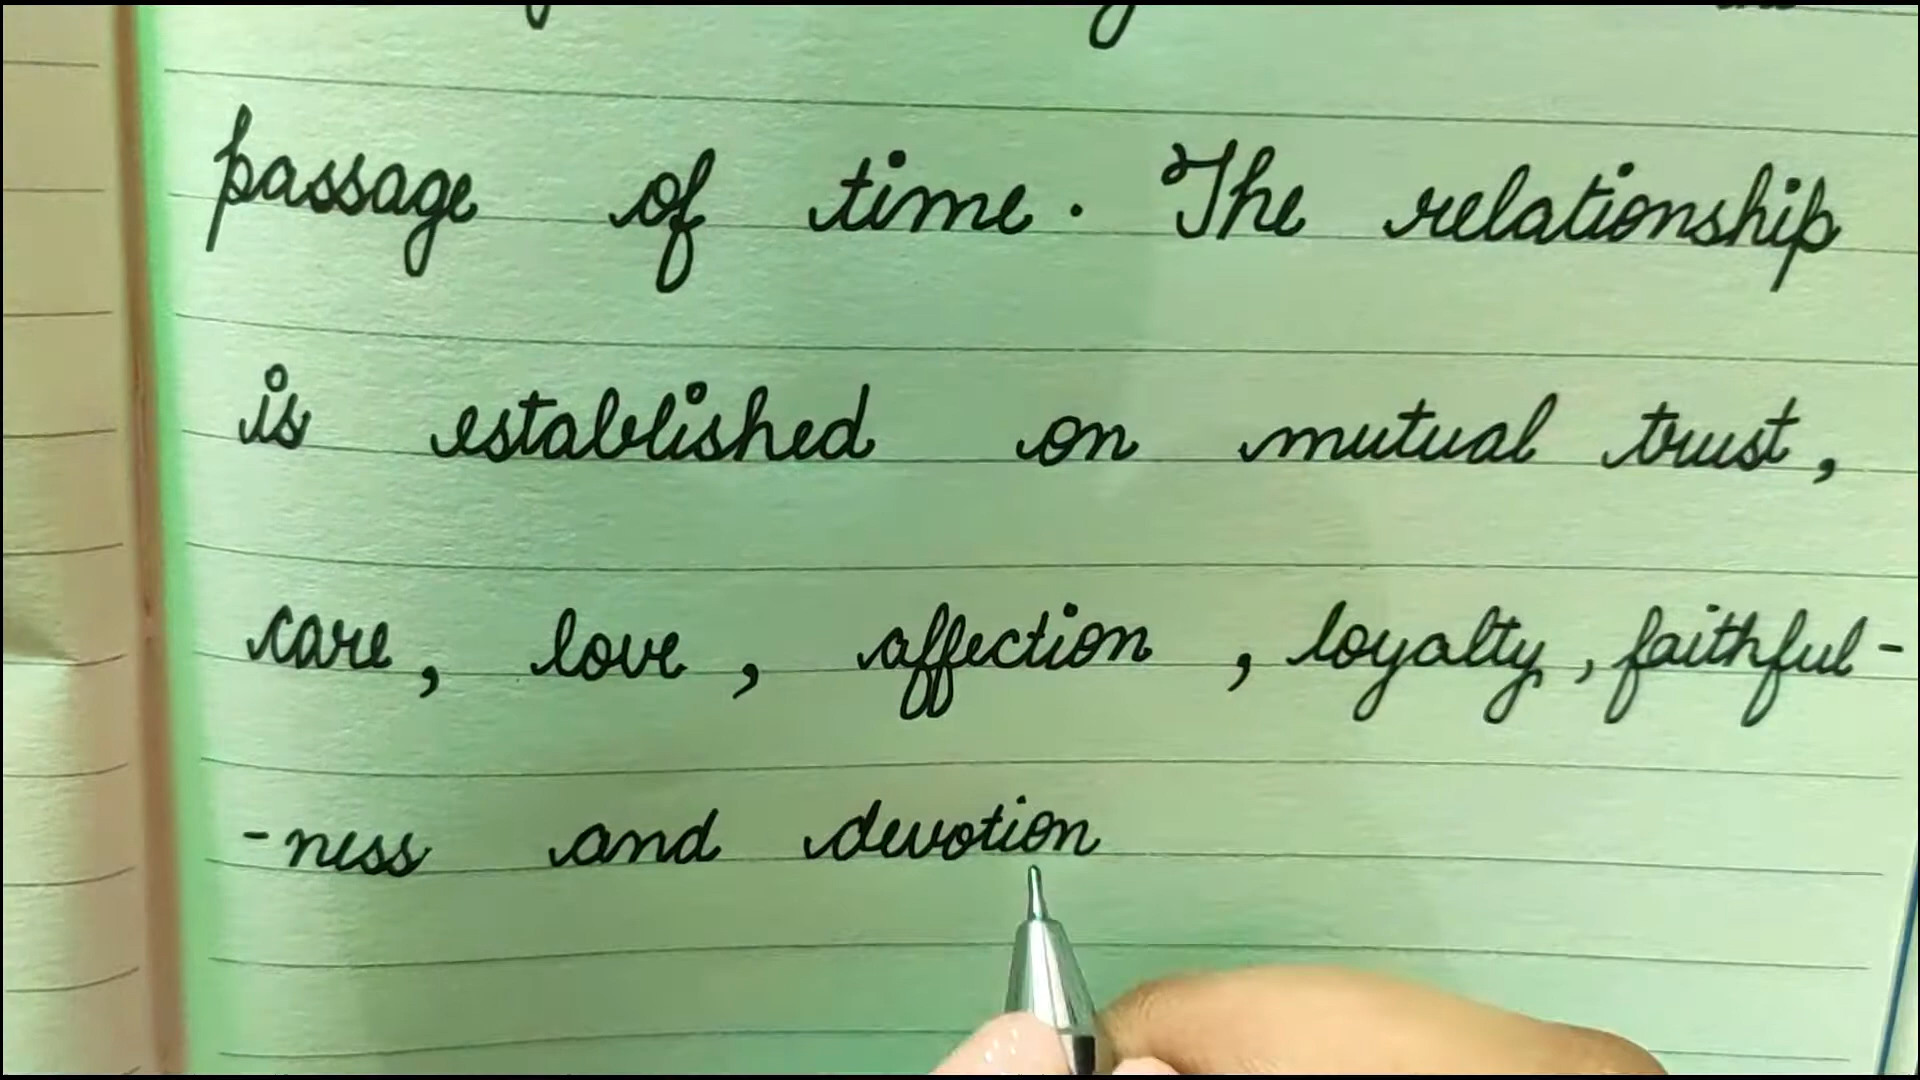 passage of time. The relationship
is established on mutual trust,
care, love, affection, loyalty, faithful-
-ness and devotion